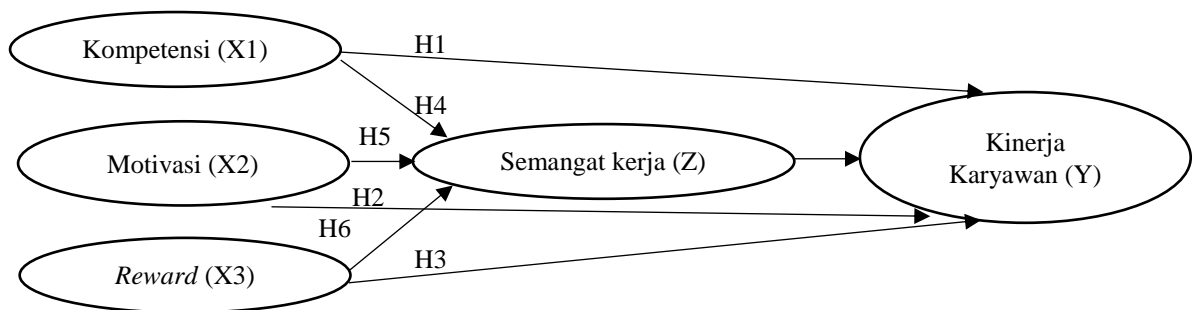 Kompetensi (X1)
H1
H4
Motivasi (X2)
H5
Semangat kerja (Z)
Kinerja
Karyawan (Y)
H2
H6
Reward (X3)
H3